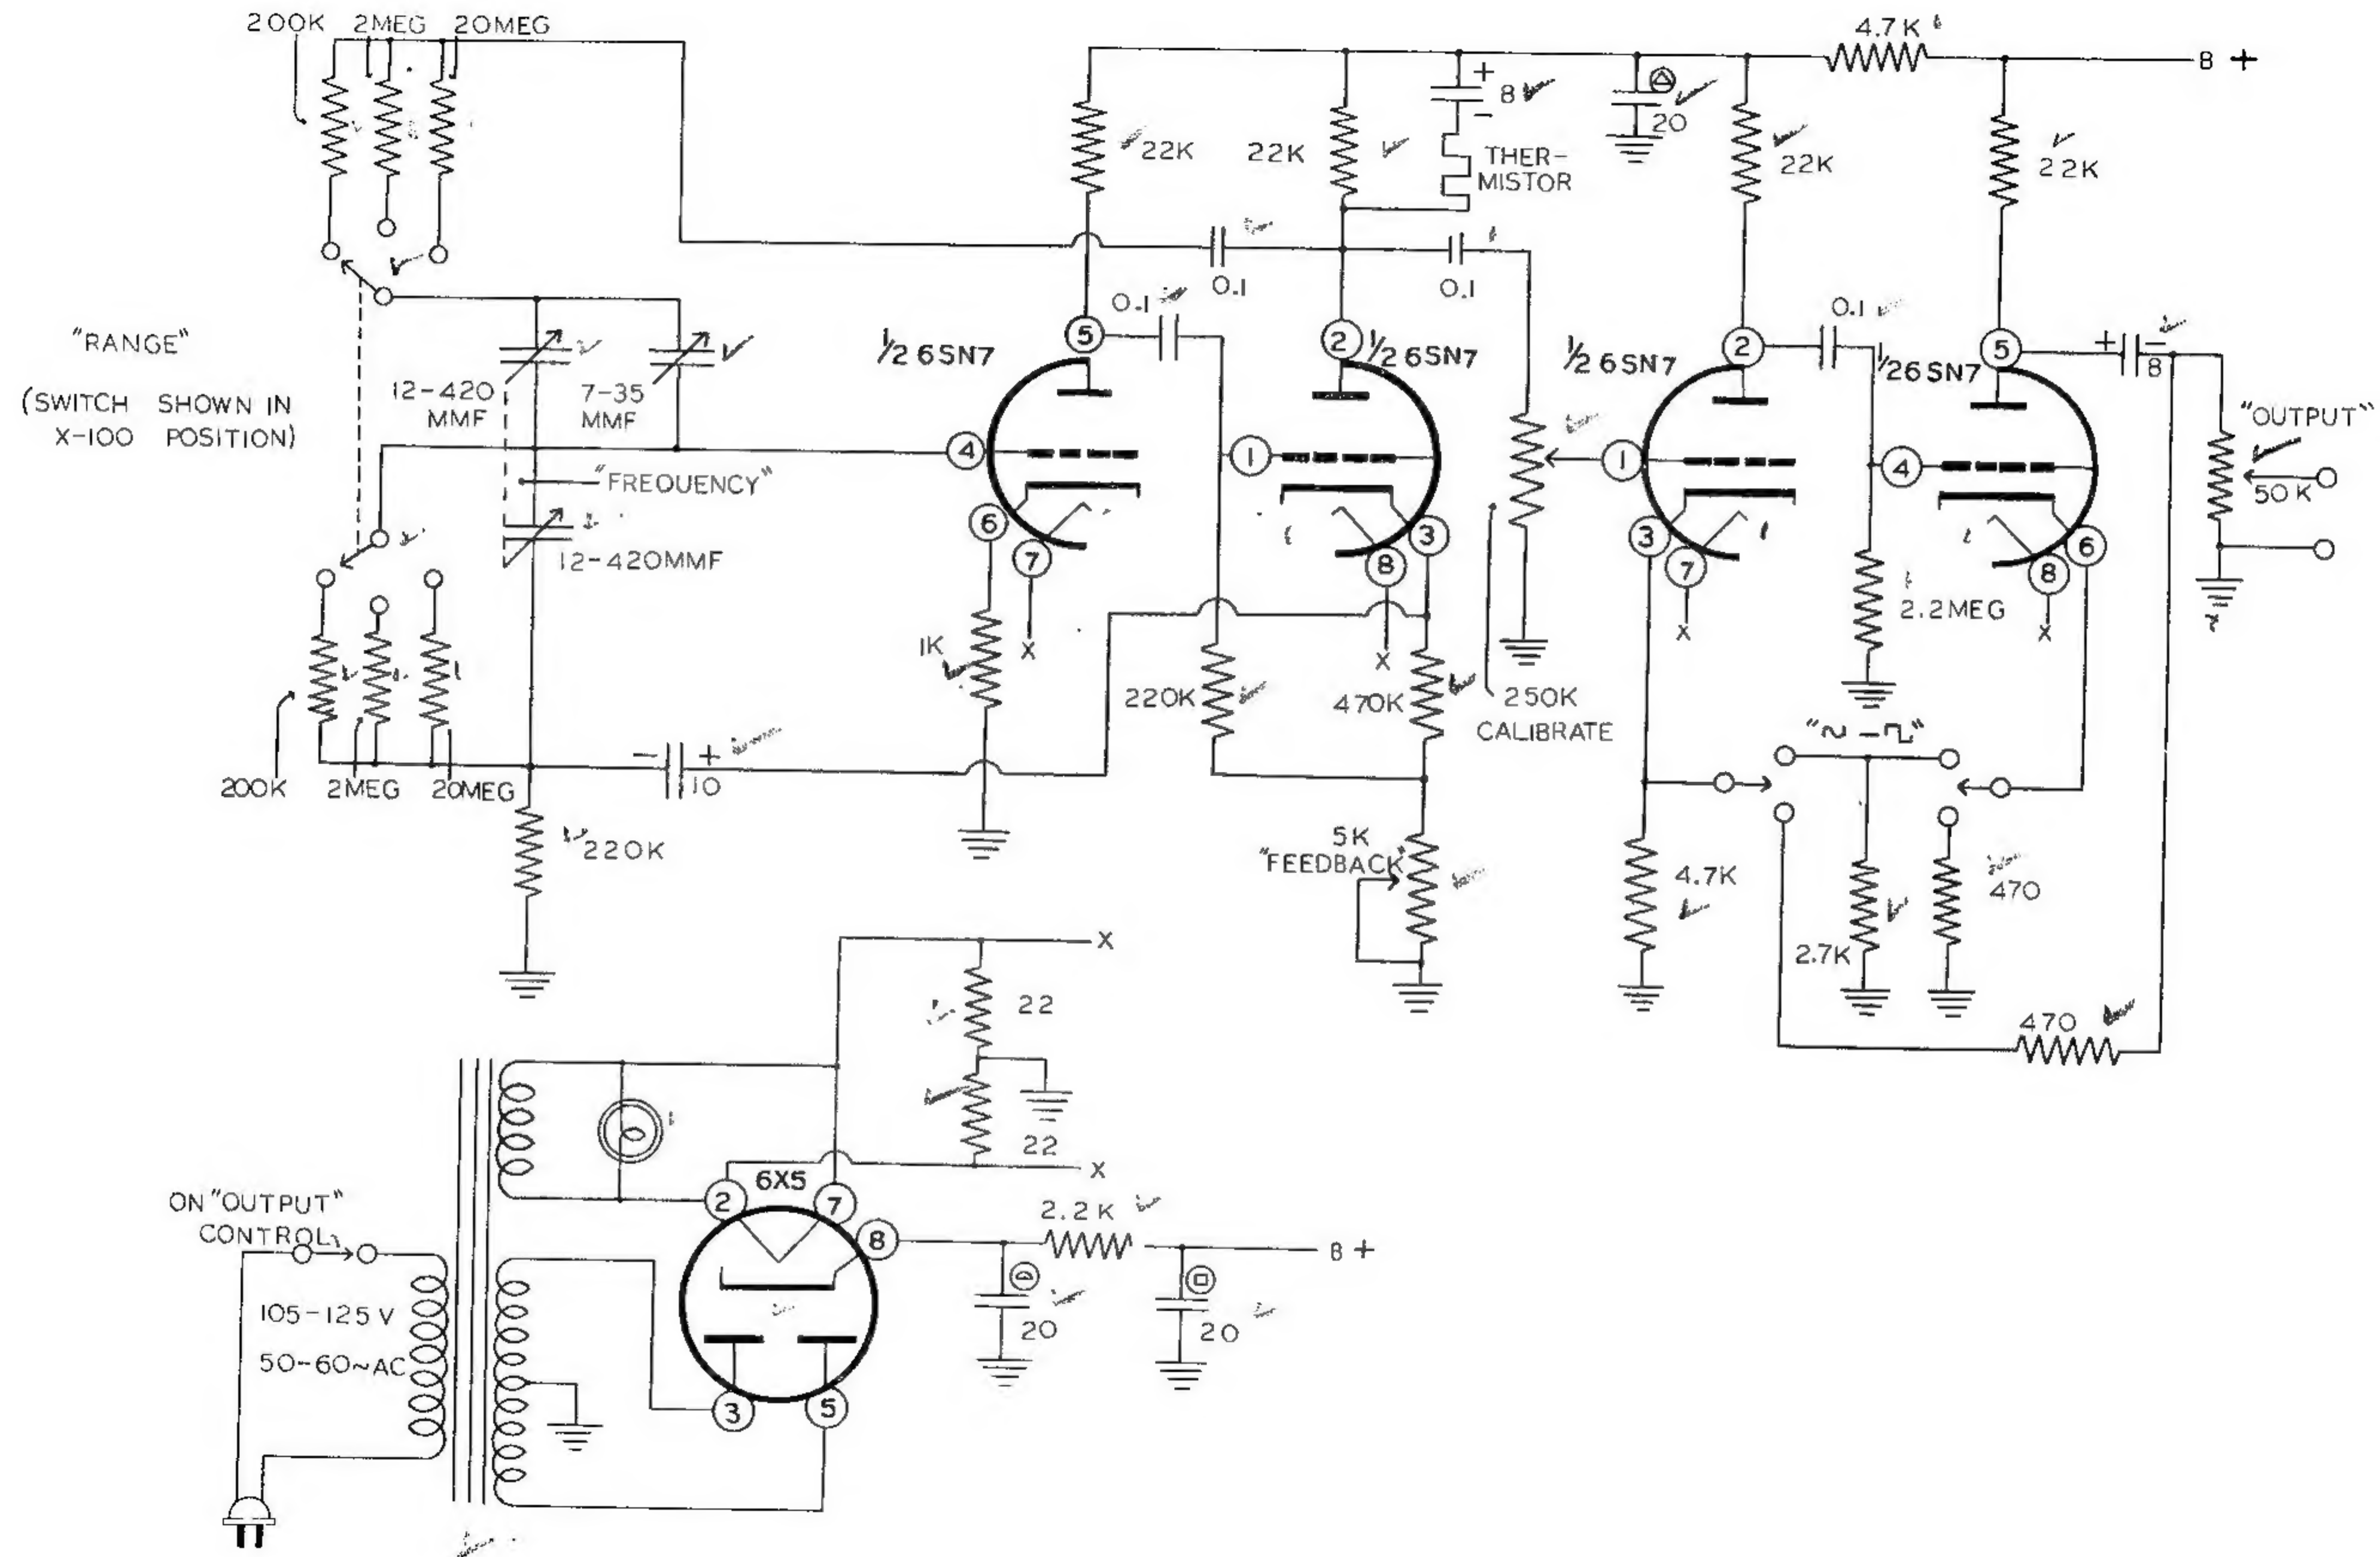 200K 2MEG 20MEG
4.7K
B +
+
8
-
20
22K
22K
THER-
MISTOR
22K
22K
0.1
0.1
0.1
0.1
"RANGE"
(SWITCH SHOWN IN
X-100 POSITION)
12-420
MMF
7-35
MMF
"FREQUENCY"
12-420MMF
1/2 6SN7
5
4
6
7
X
1/2 6SN7
2
1
3
8
X
1/2 6SN7
2
1
3
7
X
1/2 6SN7
5
4
6
8
X
+ -
8
"OUTPUT"
50K
1K
220K
470K
250K
CALIBRATE
2.2MEG
"~ - ⎍"
200K 2MEG 20MEG
- +
10
220K
5K
"FEEDBACK"
4.7K
2.7K
470
470
X
22
22
X
6X5
2
7
8
3
5
2.2K
B +
20
20
ON "OUTPUT"
CONTROL
105-125V
50-60~AC